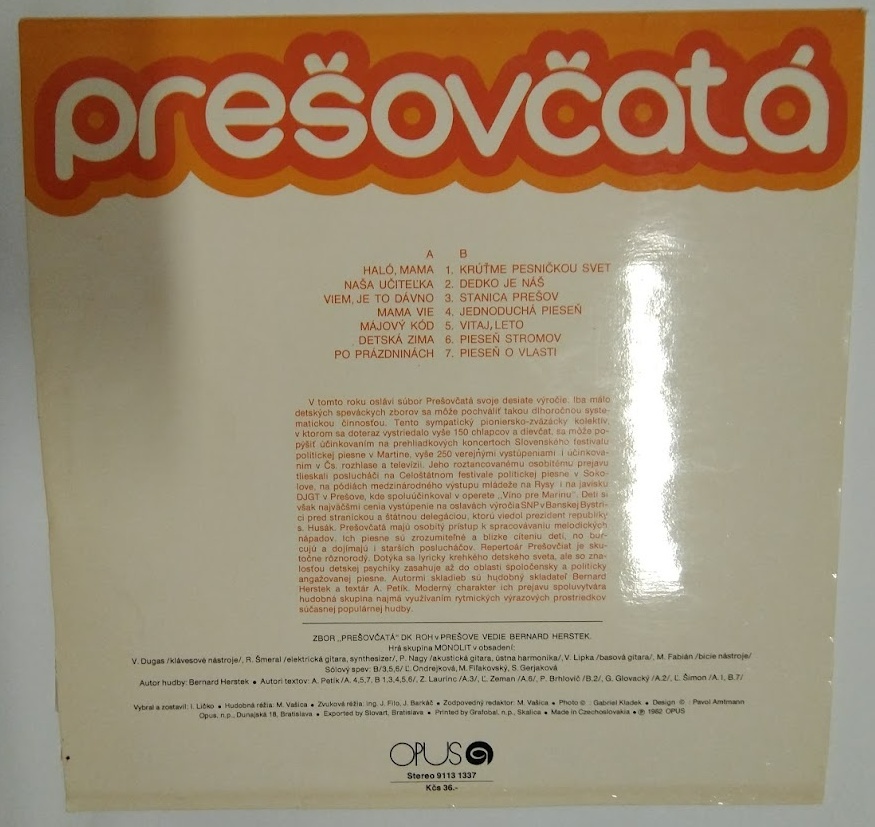 prešovčatá
A B
HALÓ, MAMA 1. KRÚŤME PESNIČKOU SVET
NAŠA UČITEĽKA 2. DEDKO JE NÁŠ
VIEM, JE TO DÁVNO 3. STANICA PREŠOV
MAMA VIE 4. JEDNODUCHÁ PIESEŇ
MÁJOVÝ KÓD 5. VITAJ, LETO
DETSKÁ ZIMA 6. PIESEŇ STROMOV
PO PRÁZDNINÁCH 7. PIESEŇ O VLASTI
V tomto roku oslávi súbor Prešovčatá svoje desiate výročie. Iba málo
detských speváckych zborov sa môže pochváliť takou dlhoročnou syste-
matickou činnosťou. Tento sympatický pioniersko-zväzácky kolektív,
v ktorom sa doteraz vystriedalo vyše 150 chlapcov a dievčat, sa môže po-
pýšiť účinkovaním na prehliadkových koncertoch Slovenského festivalu
politickej piesne v Martine, vyše 250 verejnými vystúpeniami i účinkova-
ním v Čs. rozhlase a televízii. Jeho roztancovanému osobitému prejavu
tlieskali poslucháči na Celoštátnom festivale politickej piesne v Soko-
love, na pódiách medzinárodného výstupu mládeže na Rysy i na javisku
DJGT v Prešove, kde spoluúčinkoval v operete „Víno pre Marínu". Deti si
však najväčšmi cenia vystúpenie na oslavách výročia SNP v Banskej Bystri-
ci pred straníckou a štátnou delegáciou, ktorú viedol prezident republiky
s. Husák. Prešovčatá majú osobitý prístup k spracovávaniu melodických
nápadov. Ich piesne sú zrozumiteľné a blízke cíteniu detí, no bur-
cujú a dojímajú i starších poslucháčov. Repertoár Prešovčiat je sku-
točne rôznorodý. Dotýka sa lyricky krehkého detského sveta, ale so zna-
losťou detskej psychiky zasahuje až do oblasti spoločensky a politicky
angažovanej piesne. Autormi skladieb sú hudobný skladateľ Bernard
Herstek a textár A. Petík. Moderný charakter ich prejavu spoluvytvára
hudobná skupina najmä využívaním rytmických výrazových prostriedkov
súčasnej populárnej hudby.
ZBOR „PREŠOVČATÁ" DK ROH v PREŠOVE VEDIE BERNARD HERSTEK.
Hrá skupina MONOLIT v obsadení:
V. Dugas /klávesové nástroje/, R. Šmeral /elektrická gitara, synthesizer/, P. Nagy /akustická gitara, ústna harmonika/, V. Lipka /basová gitara/, M. Fabián /bicie nástroje/
Sólový spev: B/3,5,6/ Ľ. Ondrejková, M. Fiľakovský, S. Gerjaková
Autor hudby: Bernard Herstek ● Autori textov: A. Petík /A. 4,5,7, B 1,3,4,5,6/, Z. Laurinc /A.3/, Ľ. Zeman /A.6/, P. Brhlovič /B.2/, G. Glovacký /A.2/, Ľ. Šimon /A.1, B.7/
Vybral a zostavil: I. Ličko ● Hudobná réžia: M. Vašica ● Zvuková réžia: Ing. J. Filo, J. Barkáč ● Zodpovedný redaktor: M. Vašica ● Photo © : Gabriel Kladek ● Design © : Pavol Amtmann
Opus, n.p., Dunajská 18, Bratislava ● Exported by Slovart, Bratislava ● Printed by Grafobal, n.p., Skalica ● Made in Czechoslovakia ● ℗ 1982 OPUS
OPUS
Stereo 9113 1337
Kčs 36.-